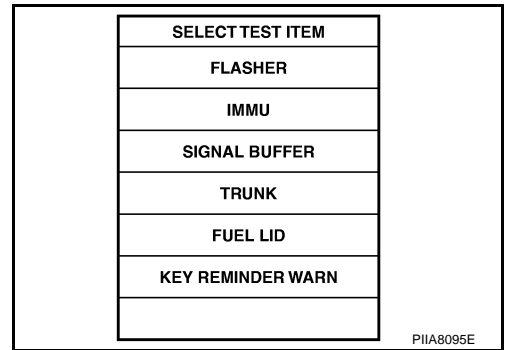 SELECT TEST ITEM
FLASHER
IMMU
SIGNAL BUFFER
TRUNK
FUEL LID
KEY REMINDER WARN
PIIA8095E